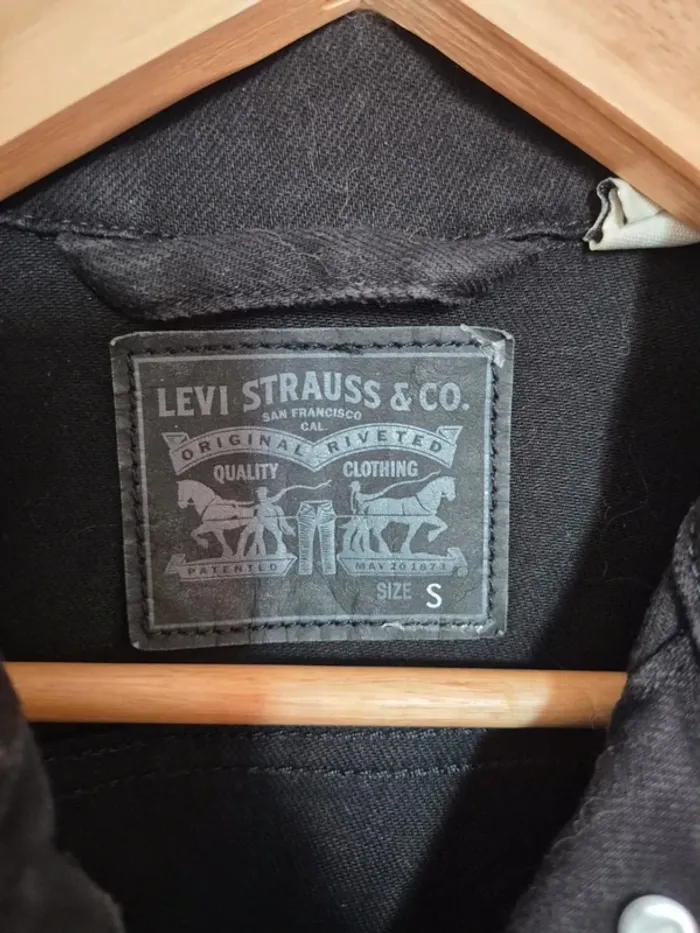 LEVI STRAUSS & CO.
SAN FRANCISCO
CAL.
ORIGINAL RIVETED
QUALITY CLOTHING
PATENTED MAY 20 1873
SIZE S